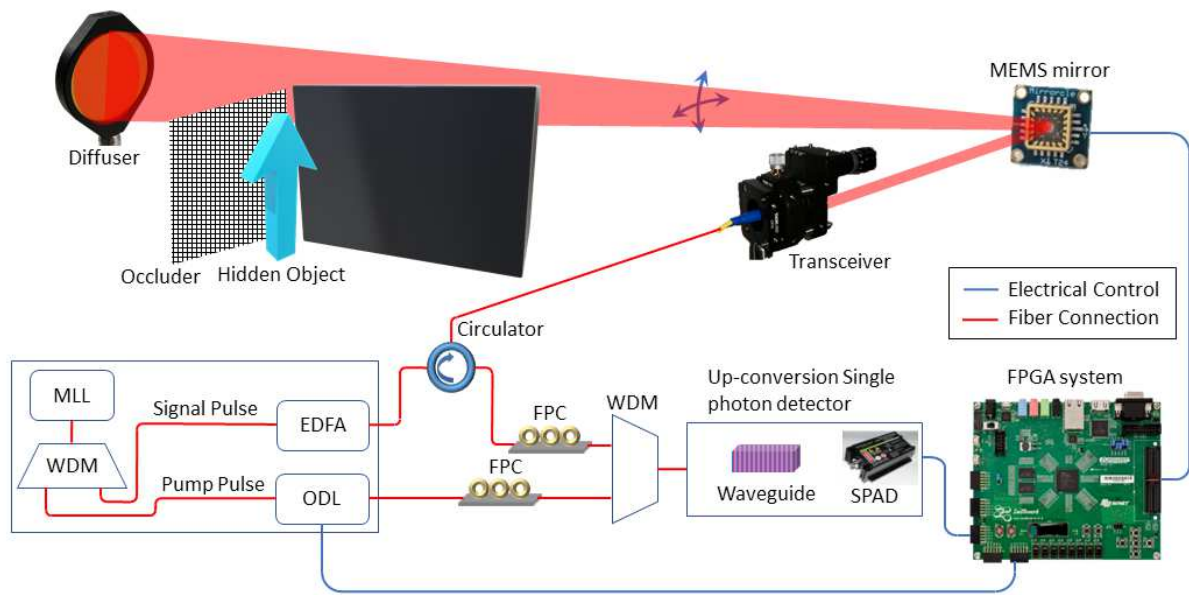 MEMS mirror
Mirrorcle
Diffuser
Transceiver
Occluder
Hidden Object
Electrical Control
Fiber Connection
Circulator
FPGA system
Up-conversion Single
photon detector
MLL
Signal Pulse
EDFA
FPC
WDM
WDM
FPC
Pump Pulse
ODL
Waveguide
SPAD